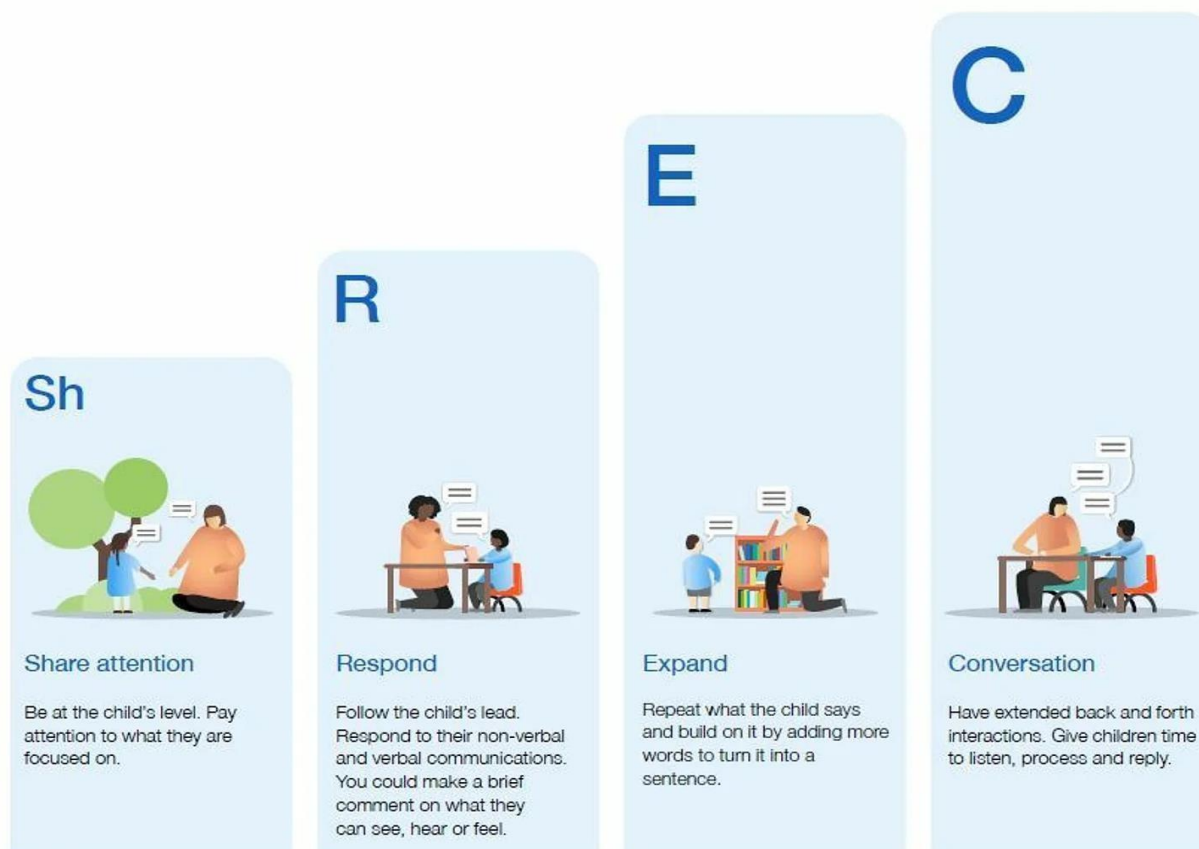 Sh
Share attention
Be at the child's level. Pay
attention to what they are
focused on.
R
Respond
Follow the child's lead.
Respond to their non-verbal
and verbal communications.
You could make a brief
comment on what they
can see, hear or feel.
E
Expand
Repeat what the child says
and build on it by adding more
words to turn it into a
sentence.
C
Conversation
Have extended back and forth
interactions. Give children time
to listen, process and reply.